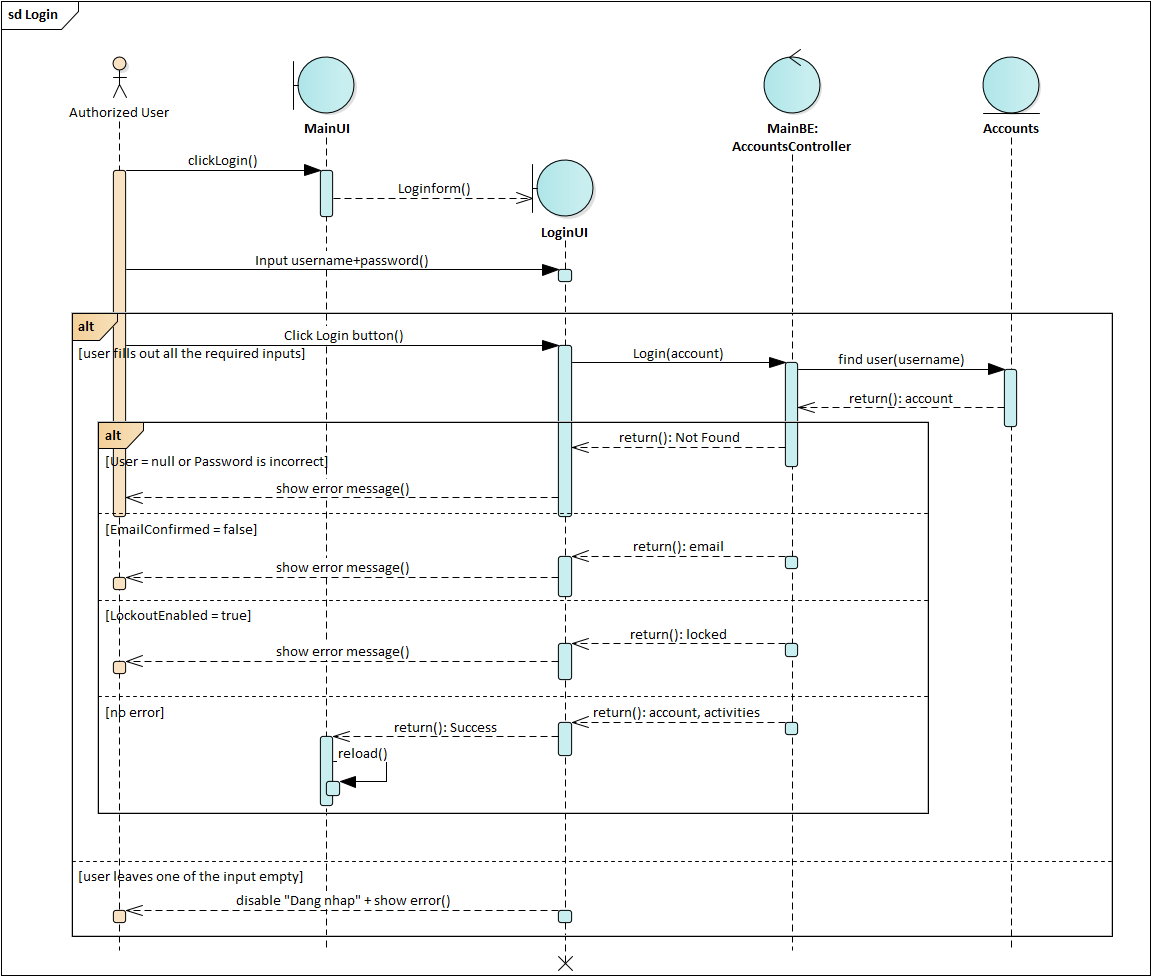 sd Login
Authorized User
MainUI
MainBE:
AccountsController
Accounts
clickLogin()
Loginform()
LoginUI
Input username+password()
alt
Click Login button()
[user fills out all the required inputs]
Login(account)
find user(username)
return(): account
alt
return(): Not Found
[User = null or Password is incorrect]
show error message()
[EmailConfirmed = false]
return(): email
show error message()
[LockoutEnabled = true]
return(): locked
show error message()
[no error]
return(): account, activities
return(): Success
reload()
[user leaves one of the input empty]
disable "Dang nhap" + show error()